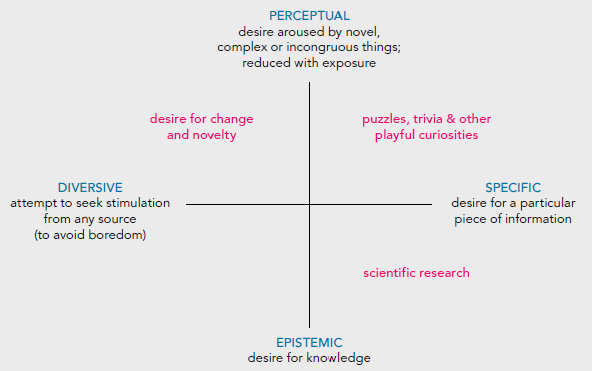 PERCEPTUAL
desire aroused by novel,
complex or incongruous things;
reduced with exposure
desire for change
and novelty
puzzles, trivia & other
playful curiosities
DIVERSIVE
attempt to seek stimulation
from any source
(to avoid boredom)
SPECIFIC
desire for a particular
piece of information
scientific research
EPISTEMIC
desire for knowledge